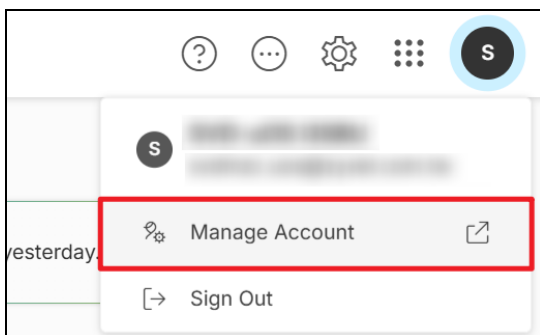 S
S
yesterday.
Manage Account
Sign Out